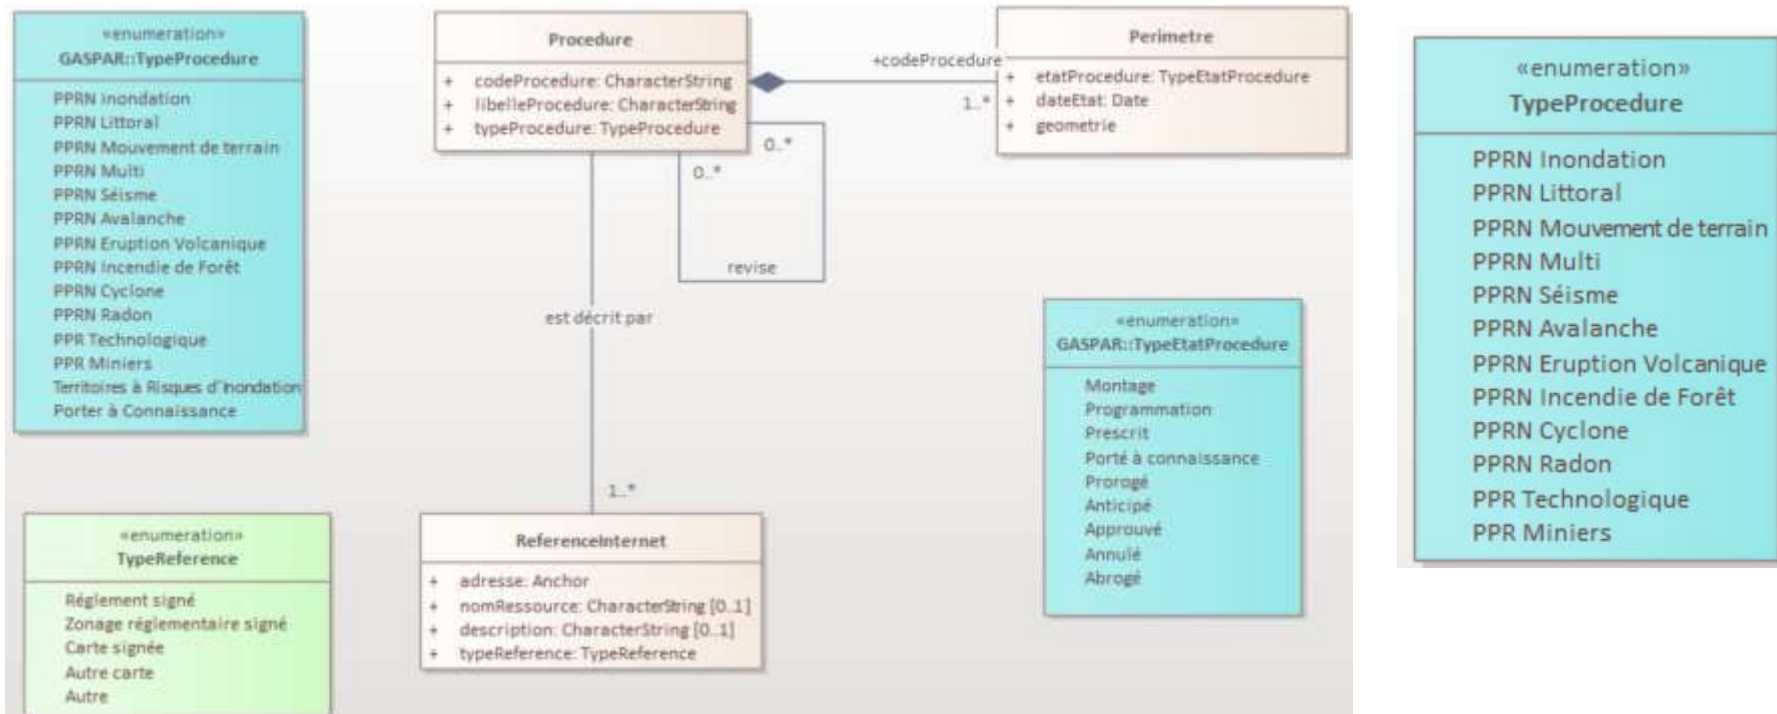 «enumeration»
GASPAR::TypeProcedure
PPRN Inondation
PPRN Littoral
PPRN Mouvement de terrain
PPRN Multi
PPRN Séisme
PPRN Avalanche
PPRN Eruption Volcanique
PPRN Incendie de Forêt
PPRN Cyclone
PPRN Radon
PPR Technologique
PPR Miniers
Territoires à Risques d'Inondation
Porter à Connaissance
Procedure
+ codeProcedure: CharacterString
+ libelleProcedure: CharacterString
+ typeProcedure: TypeProcedure
+codeProcedure
1..*
Perimetre
+ etatProcedure: TypeEtatProcedure
+ dateEtat: Date
+ geometrie
0..*
0..*
revise
est décrit par
1..*
«enumeration»
GASPAR::TypeEtatProcedure
Montage
Programmation
Prescrit
Porté à connaissance
Prorogé
Anticipé
Approuvé
Annulé
Abrogé
«enumeration»
TypeReference
Réglement signé
Zonage réglementaire signé
Carte signée
Autre carte
Autre
ReferenceInternet
+ adresse: Anchor
+ nomRessource: CharacterString [0..1]
+ description: CharacterString [0..1]
+ typeReference: TypeReference
«enumeration»
TypeProcedure
PPRN Inondation
PPRN Littoral
PPRN Mouvement de terrain
PPRN Multi
PPRN Séisme
PPRN Avalanche
PPRN Eruption Volcanique
PPRN Incendie de Forêt
PPRN Cyclone
PPRN Radon
PPR Technologique
PPR Miniers